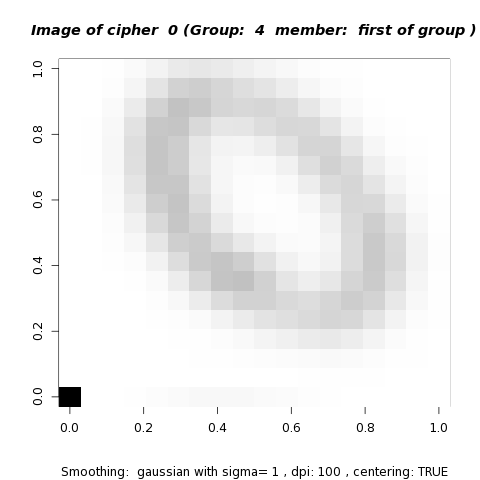 Image of cipher 0 (Group: 4 member: first of group )
1.0
0.8
0.6
0.4
0.2
0.0
0.0 0.2 0.4 0.6 0.8 1.0
Smoothing: gaussian with sigma= 1 , dpi: 100 , centering: TRUE